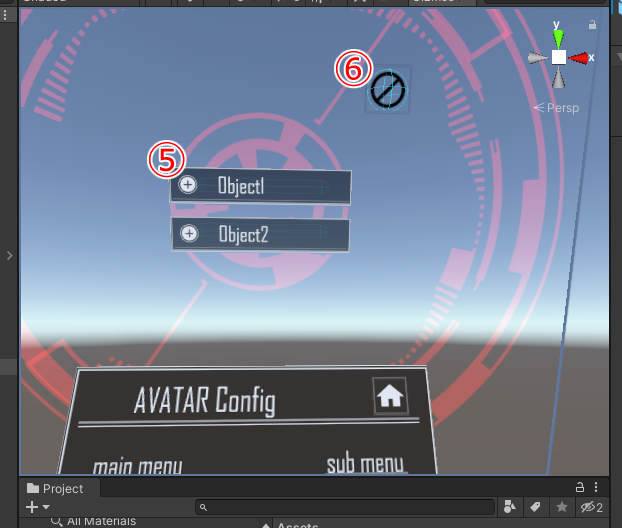 ⑥
y
x
Persp
⑤
Object1
Object2
AVATAR Config
main menu
sub menu
Project
2
All Materials
Assets